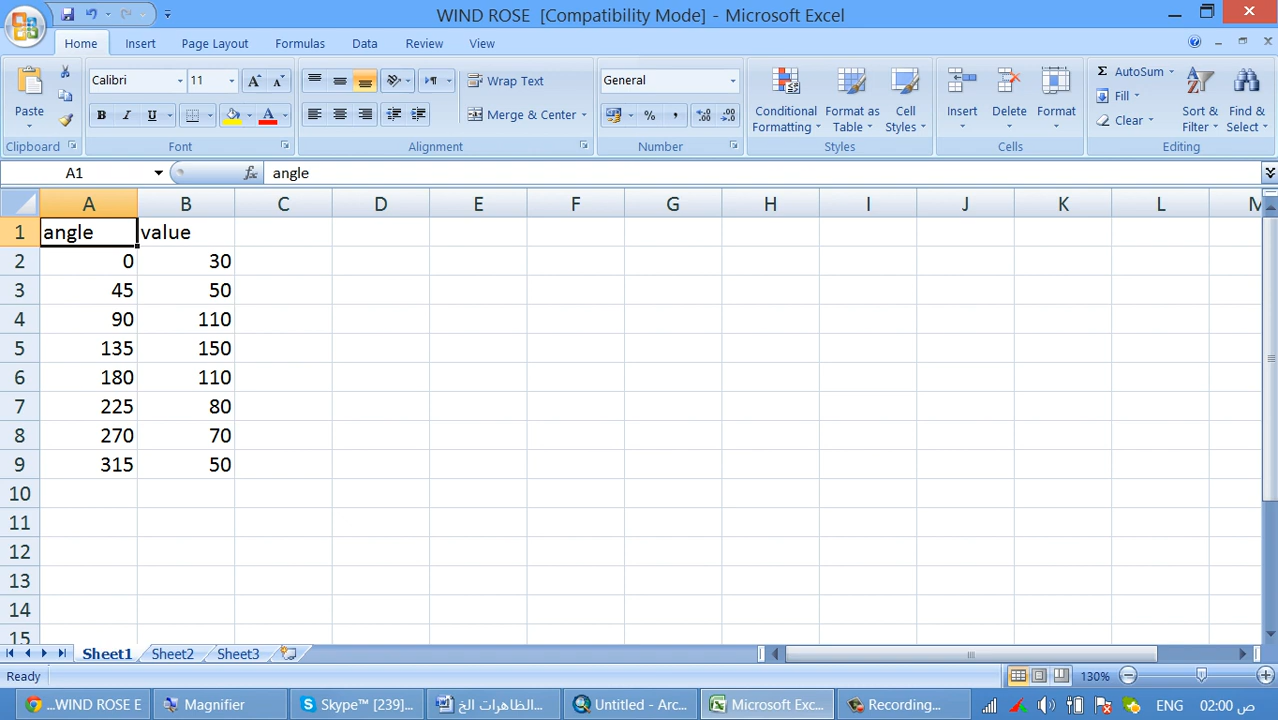 WIND ROSE [Compatibility Mode] - Microsoft Excel
Home Insert Page Layout Formulas Data Review View
Calibri 11 Wrap Text General AutoSum
Paste B I U Merge & Center % , Conditional Formatting Format as Table Cell Styles Insert Delete Format Fill Clear Sort & Filter Find & Select
Clipboard Font Alignment Number Styles Cells Editing
A1 fx angle
A B C D E F G H I J K L M
1 angle value
2 0 30
3 45 50
4 90 110
5 135 150
6 180 110
7 225 80
8 270 70
9 315 50
10
11
12
13
14
15
Sheet1 Sheet2 Sheet3
Ready 130%
...WIND ROSE E Magnifier Skype™ [239]... الظاهرات الخ... Untitled - Arc... Microsoft Exc... Recording... ENG 02:00 ص